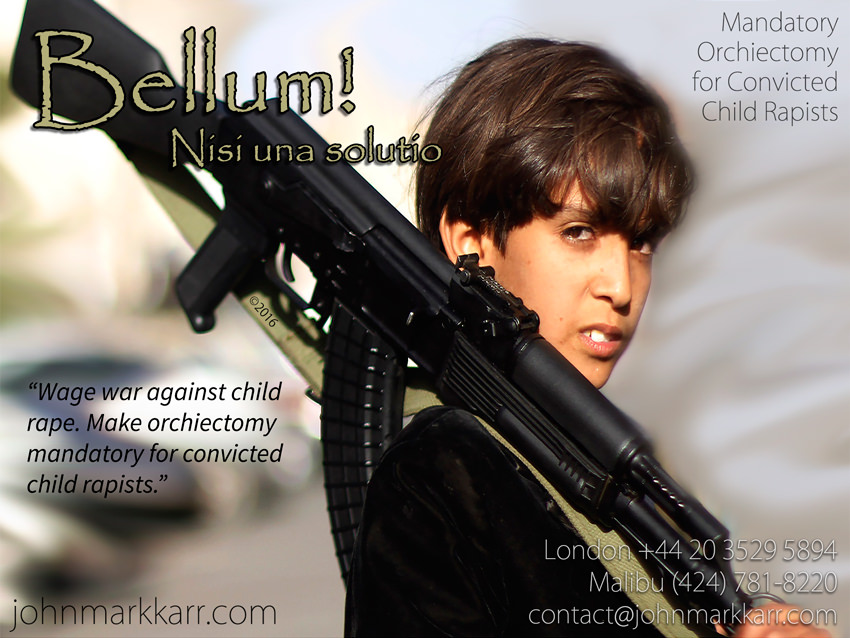 Bellum!
Nisi una solutio
Mandatory
Orchiectomy
for Convicted
Child Rapists
©2016
“Wage war against child
rape. Make orchiectomy
mandatory for convicted
child rapists.”
London +44 20 3529 5894
Malibu (424) 781-8220
contact@johnmarkkarr.com
johnmarkkarr.com